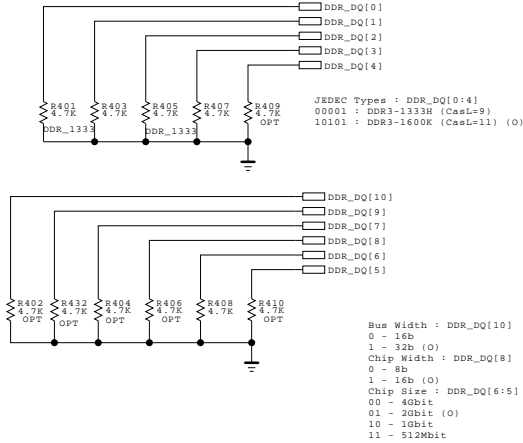 DDR_DQ[0]
DDR_DQ[1]
DDR_DQ[2]
DDR_DQ[3]
DDR_DQ[4]
R401 4.7K DDR_1333
R403 4.7K
R405 4.7K DDR_1333
R407 4.7K
R409 4.7K OPT
JEDEC Types : DDR_DQ[0:4]
00001 : DDR3-1333H (CasL=9)
10101 : DDR3-1600K (CasL=11) (O)
DDR_DQ[10]
DDR_DQ[9]
DDR_DQ[7]
DDR_DQ[8]
DDR_DQ[6]
DDR_DQ[5]
R402 4.7K OPT
R432 4.7K OPT
R404 4.7K OPT
R406 4.7K OPT
R408 4.7K
R410 4.7K OPT
Bus Width : DDR_DQ[10]
0 - 16b
1 - 32b (O)
Chip Width : DDR_DQ[8]
0 - 8b
1 - 16b (O)
Chip Size : DDR_DQ[6:5]
00 - 4Gbit
01 - 2Gbit (O)
10 - 1Gbit
11 - 512Mbit